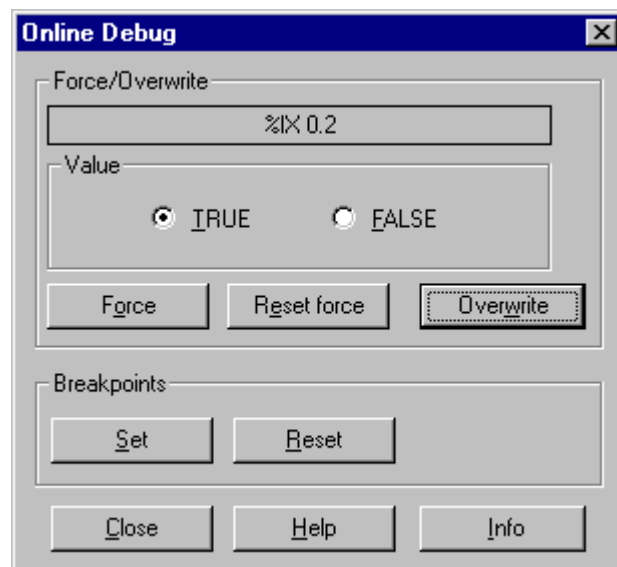 Online Debug
Force/Overwrite
%IX 0.2
Value
TRUE FALSE
Force Reset force Overwrite
Breakpoints
Set Reset
Close Help Info